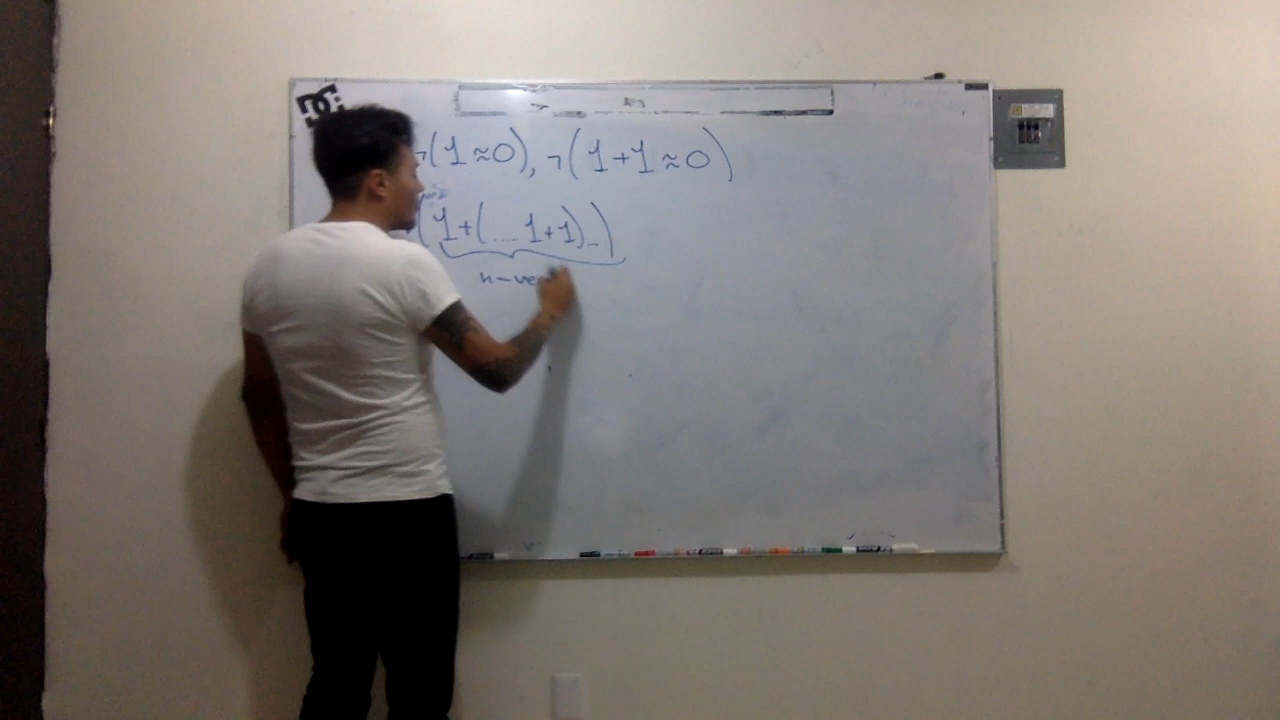 DC
¬(1≈0), ¬(1+1≈0)
(1+(.....1+1)_)
n-ve